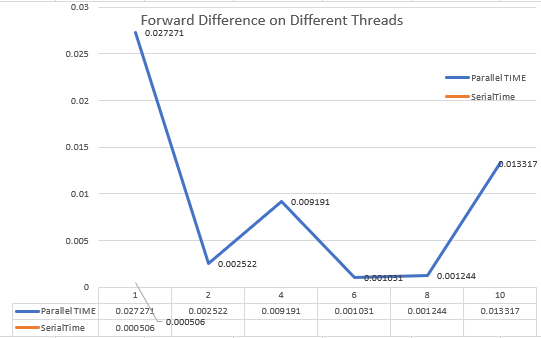 0.03
Forward Difference on Different Threads
0.027271
0.025
Parallel TIME
0.02
SerialTime
0.015
0.013317
0.01
0.009191
0.005
0.002522
0.001031
0.001244
0
1 2 4 6 8 10
Parallel TIME 0.027271 0.002522 0.009191 0.001031 0.001244 0.013317
0.000506
SerialTime 0.000506